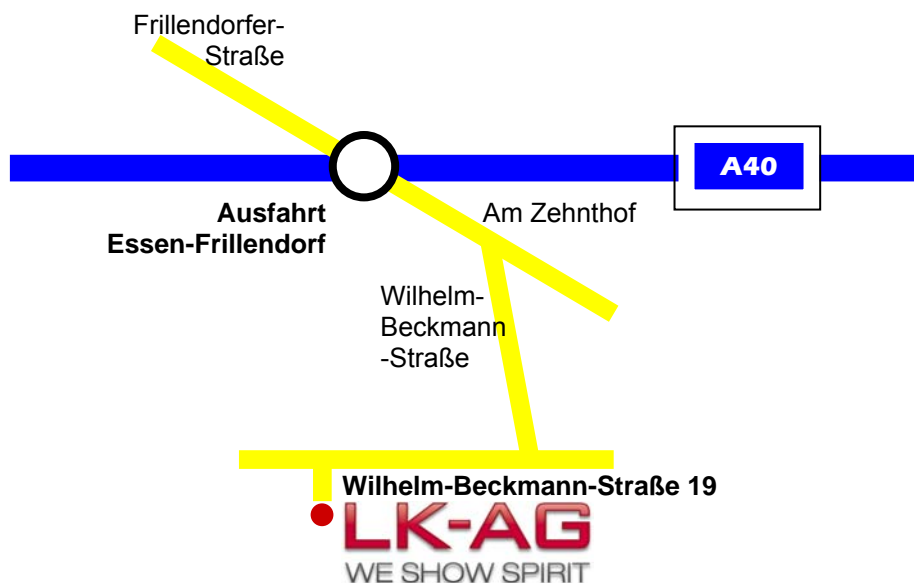 Frillendorfer-
Straße
A40
Ausfahrt
Essen-Frillendorf
Am Zehnthof
Wilhelm-
Beckmann
-Straße
Wilhelm-Beckmann-Straße 19
LK-AG
WE SHOW SPIRIT